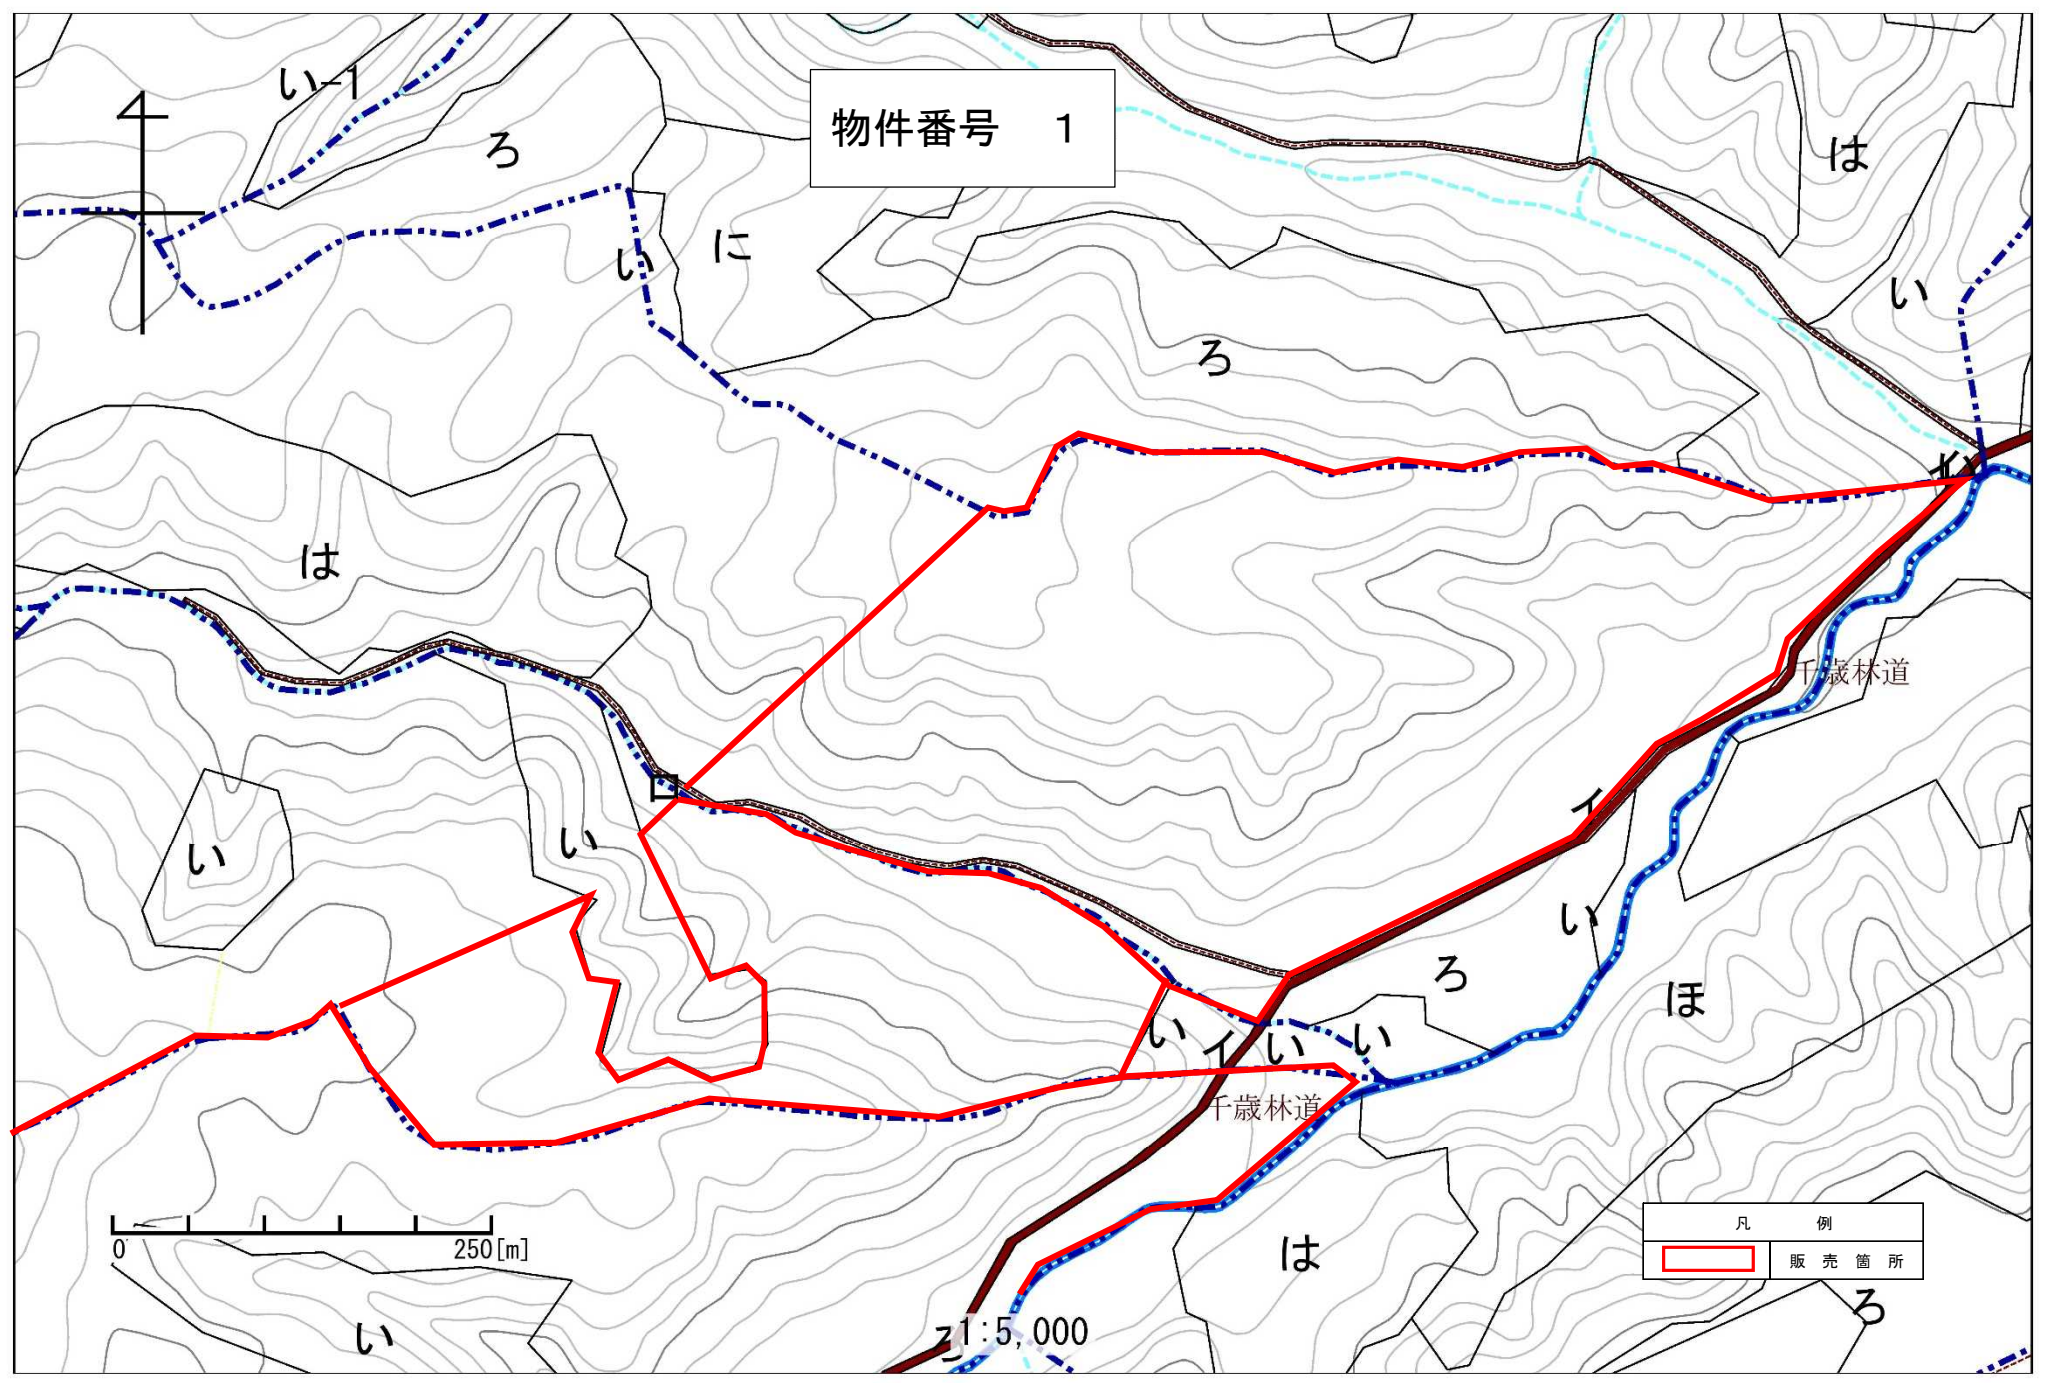 い-1
ろ
物件番号　1
は
い
に
い
ろ
は
千歳林道
ロ
イ
い
い
い
ろ
ほ
い
イ
い
い
千歳林道
凡　例
販売箇所
0
250[m]
は
ろ
い
1:5,000